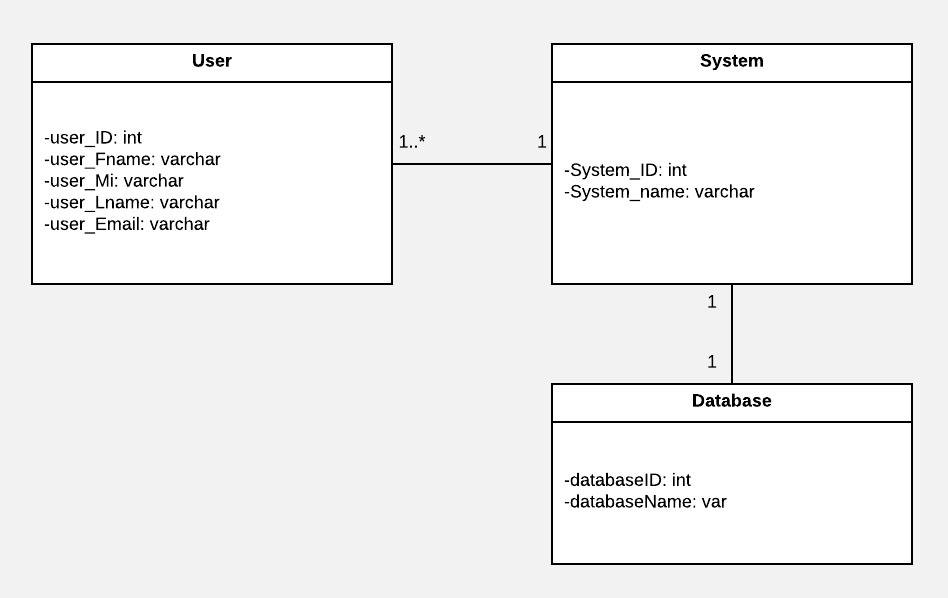 User
-user_ID: int
-user_Fname: varchar
-user_Mi: varchar
-user_Lname: varchar
-user_Email: varchar
1..*
1
System
-System_ID: int
-System_name: varchar
1
1
Database
-databaseID: int
-databaseName: var